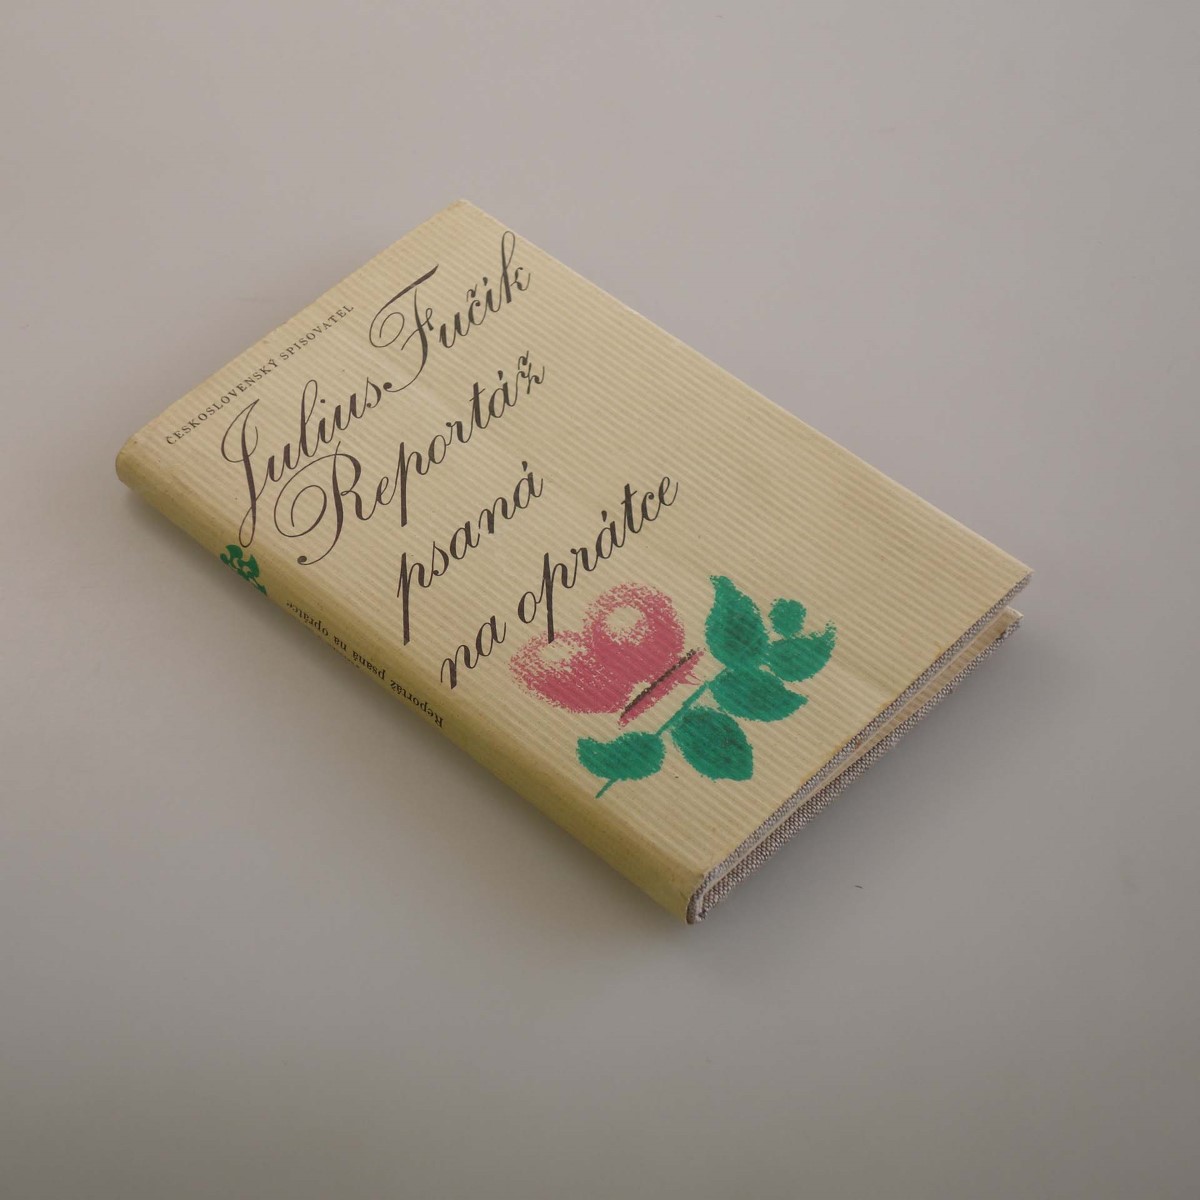 ČESKOSLOVENSKÝ SPISOVATEL
Julius Fučík
Reportáž
psaná
na oprátce
Reportáž psaná na oprátce